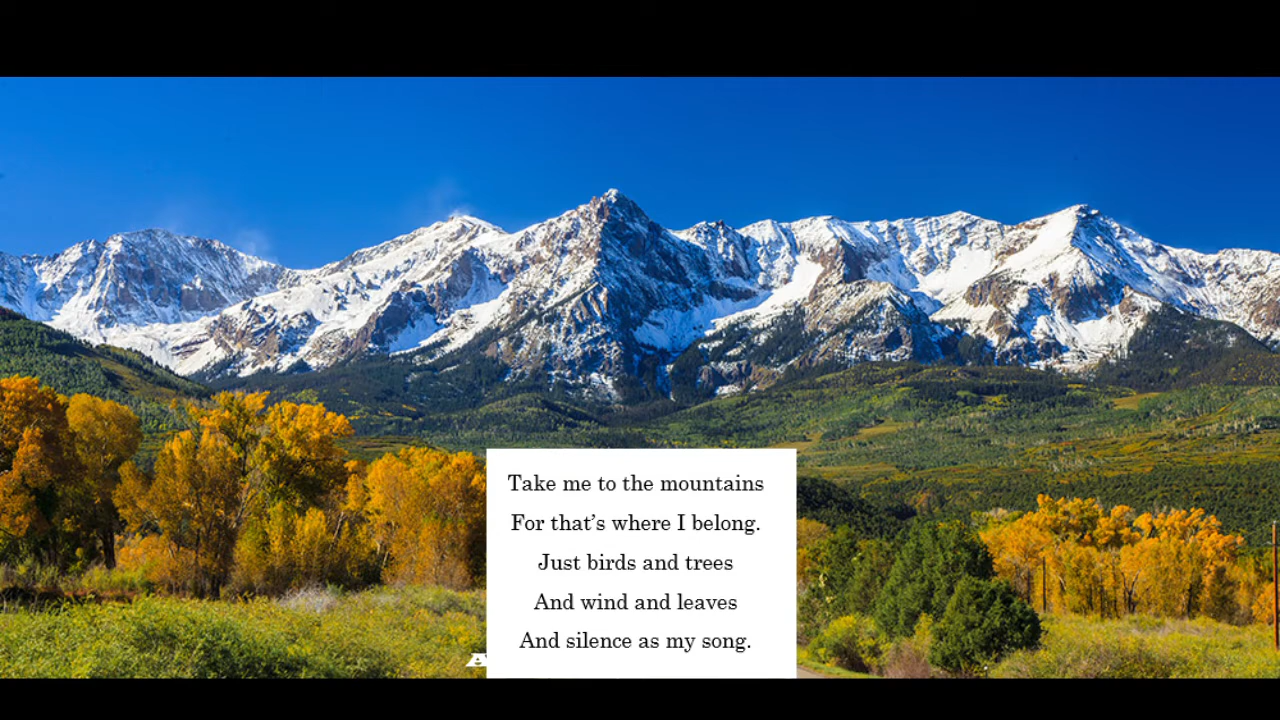 Take me to the mountains
For that’s where I belong.
Just birds and trees
And wind and leaves
And silence as my song.